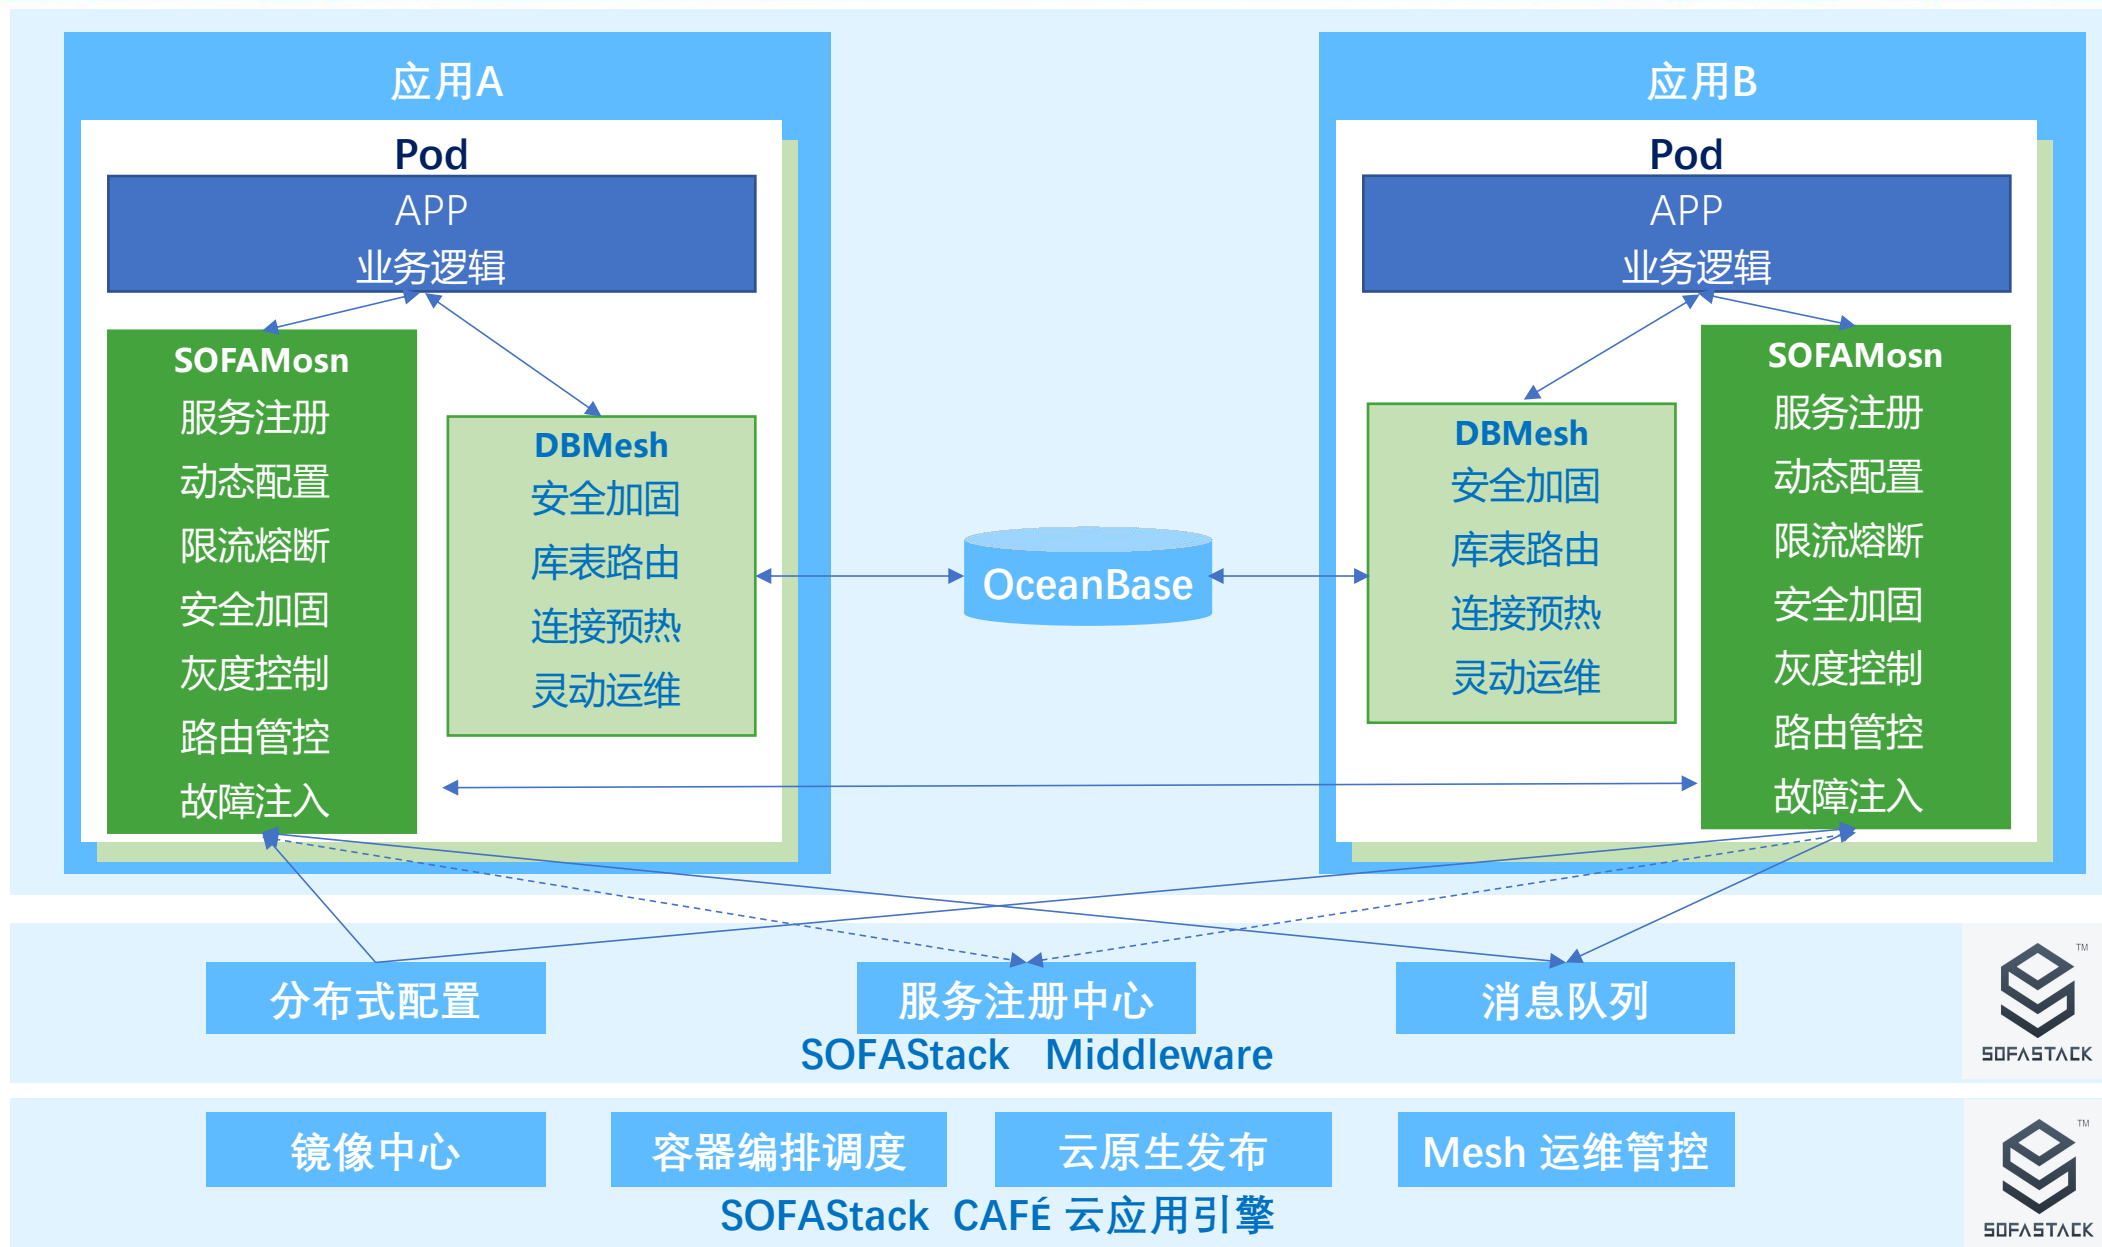 应用A
Pod
APP
业务逻辑
SOFAMosn
服务注册
动态配置
限流熔断
安全加固
灰度控制
路由管控
故障注入
DBMesh
安全加固
库表路由
连接预热
灵动运维
OceanBase
应用B
Pod
APP
业务逻辑
DBMesh
安全加固
库表路由
连接预热
灵动运维
SOFAMosn
服务注册
动态配置
限流熔断
安全加固
灰度控制
路由管控
故障注入
分布式配置
服务注册中心
消息队列
SOFAStack Middleware
TM
SOFASTACK
镜像中心
容器编排调度
云原生发布
Mesh 运维管控
SOFAStack CAFÉ 云应用引擎
TM
SOFASTACK